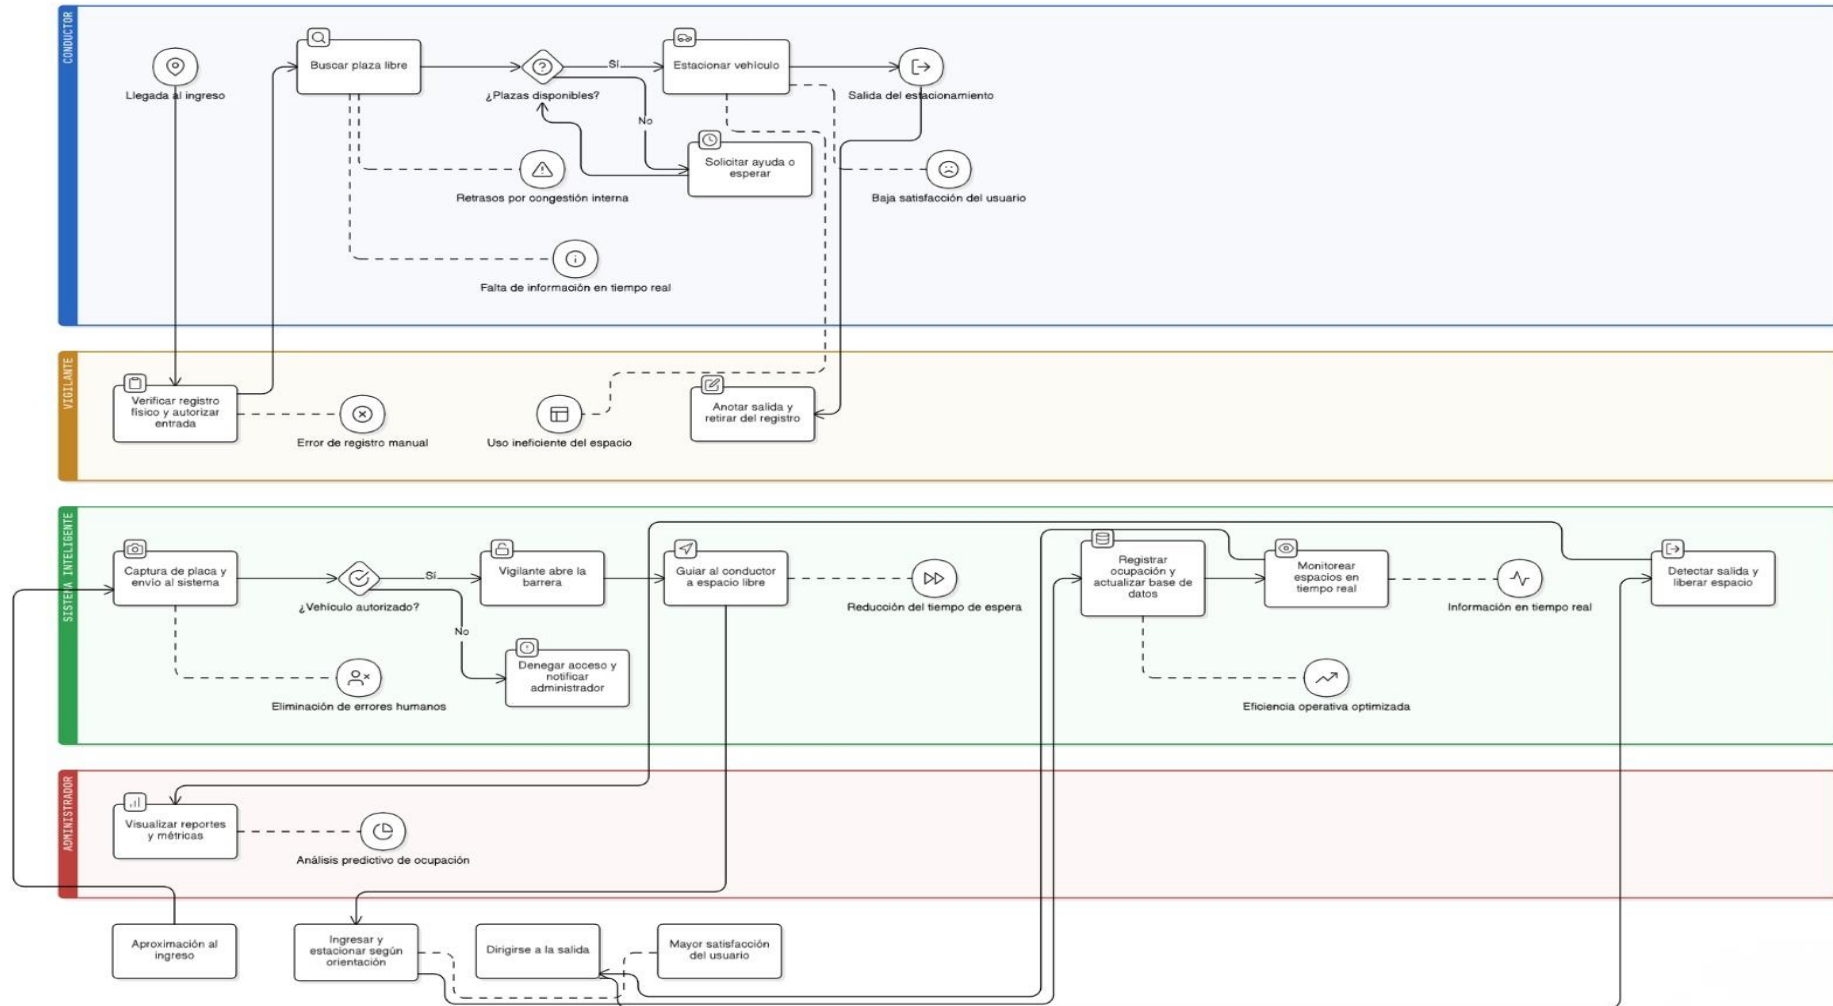 CONDUCTOR
Llegada al ingreso
Buscar plaza libre
¿Plazas disponibles?
Sí
No
Estacionar vehículo
Salida del estacionamiento
Solicitar ayuda o
esperar
Retrasos por congestión interna
Baja satisfacción del usuario
Falta de información en tiempo real
VIGILANTE
Verificar registro
físico y autorizar
entrada
Error de registro manual
Uso ineficiente del espacio
Anotar salida y
retirar del registro
SISTEMA INTELIGENTE
Captura de placa y
envío al sistema
¿Vehículo autorizado?
Sí
No
Vigilante abre la
barrera
Guiar al conductor
a espacio libre
Reducción del tiempo de espera
Registrar
ocupación y
actualizar base de
datos
Monitorear
espacios en
tiempo real
Información en tiempo real
Detectar salida y
liberar espacio
Eliminación de errores humanos
Denegar acceso y
notificar
administrador
Eficiencia operativa optimizada
ADMINISTRADOR
Visualizar reportes
y métricas
Análisis predictivo de ocupación
Aproximación al
ingreso
Ingresar y
estacionar según
orientación
Dirigirse a la salida
Mayor satisfacción
del usuario